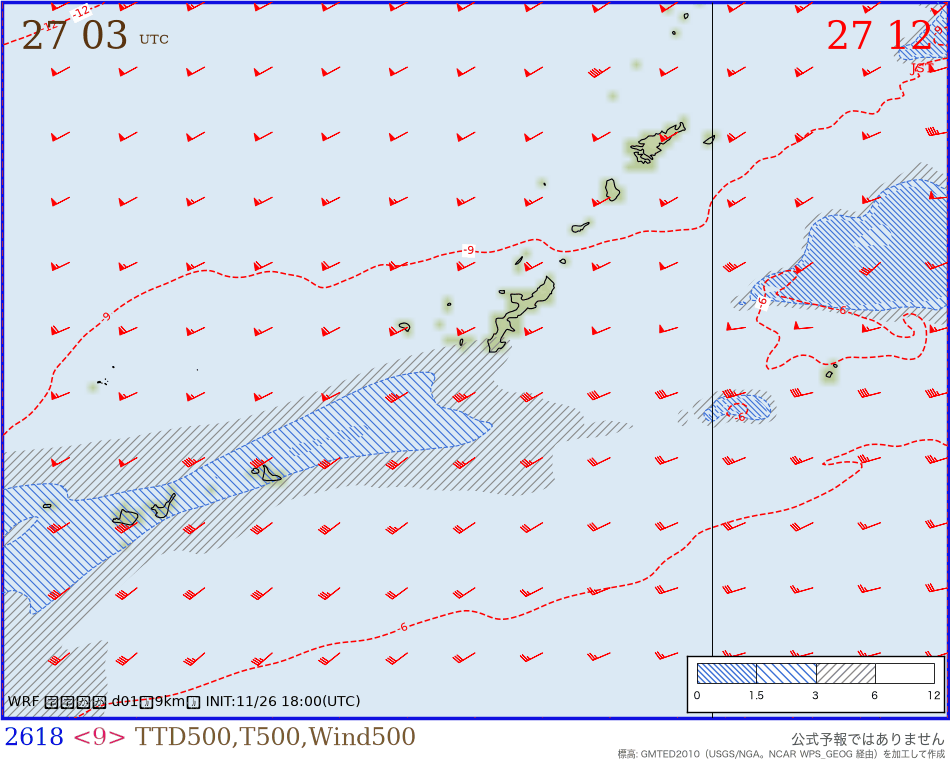 27 03 UTC
27 12
JST
-12
-12
-9
-9
-9
-6
-6
-6
-6
0 1.5 3 6 12
WRF d01 9km INIT:11/26 18:00(UTC)
2618 <9> TTD500,T500,Wind500
公式予報ではありません
標高: GMTED2010（USGS/NGA。NCAR WPS_GEOG 経由）を加工して作成